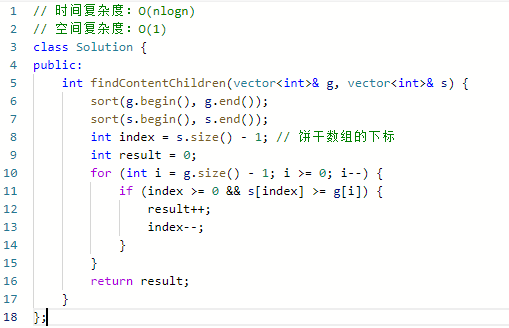 1 // 时间复杂度：O(nlogn)
2 // 空间复杂度：O(1)
3 class Solution {
4 public:
5     int findContentChildren(vector<int>& g, vector<int>& s) {
6         sort(g.begin(), g.end());
7         sort(s.begin(), s.end());
8         int index = s.size() - 1; // 饼干数组的下标
9         int result = 0;
10         for (int i = g.size() - 1; i >= 0; i--) {
11             if (index >= 0 && s[index] >= g[i]) {
12                 result++;
13                 index--;
14             }
15         }
16         return result;
17     }
18 };